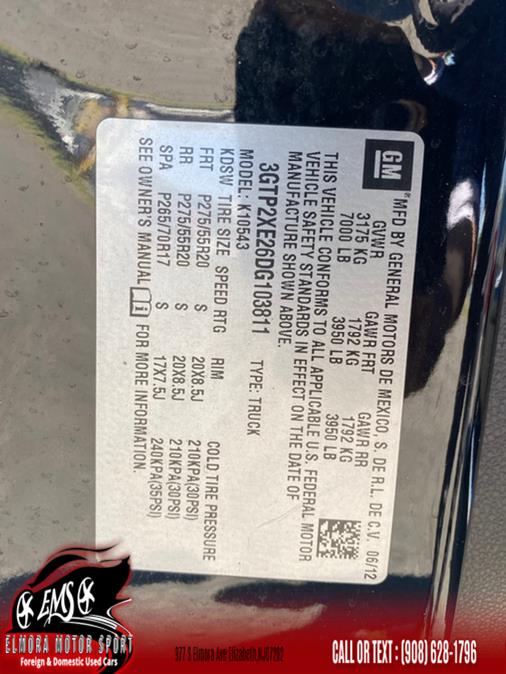 GM
MFD BY GENERAL MOTORS DE MEXICO, S. DE R.L. DE C.V. 06/12
GVWR GAWR FRT GAWR RR
3175 KG 1792 KG 1792 KG
7000 LB 3950 LB 3950 LB
THIS VEHICLE CONFORMS TO ALL APPLICABLE U.S. FEDERAL MOTOR
VEHICLE SAFETY STANDARDS IN EFFECT ON THE DATE OF
MANUFACTURE SHOWN ABOVE.
3GTP2XE26DG103811 TYPE: TRUCK
MODEL: K10543
KDSW TIRE SIZE SPEED RTG RIM COLD TIRE PRESSURE
FRT P275/55R20 S 20X8.5J 210KPA(30PSI)
RR P275/55R20 S 20X8.5J 210KPA(30PSI)
SPA P265/70R17 S 17X7.5J 240KPA(35PSI)
SEE OWNER'S MANUAL FOR MORE INFORMATION.
EMS
ELMORA MOTOR SPORT
Foreign & Domestic Used Cars
977 S Elmora Ave Elizabeth,NJ07202
CALL OR TEXT : (908) 628-1796